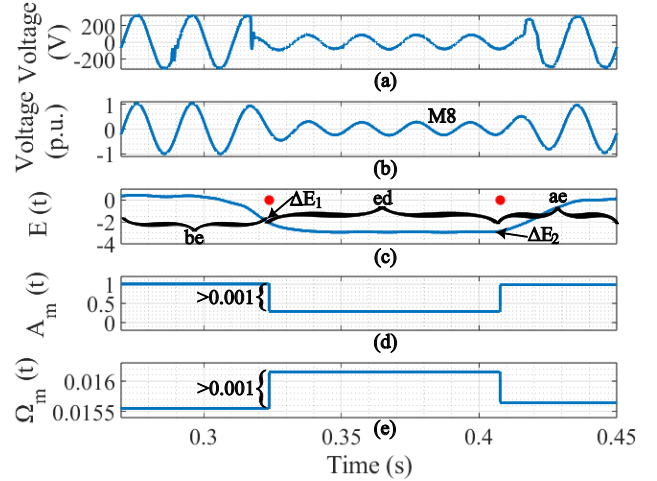 Voltage (V)
200
0
-200
(a)
Voltage (p.u.)
1
0
-1
M8
(b)
E (t)
0
-2
-4
be
ΔE1
ed
ae
ΔE2
(c)
Am (t)
1
0.5
0
>0.001
(d)
Ωm (t)
0.016
0.0155
>0.001
(e)
0.3
0.35
0.4
0.45
Time (s)